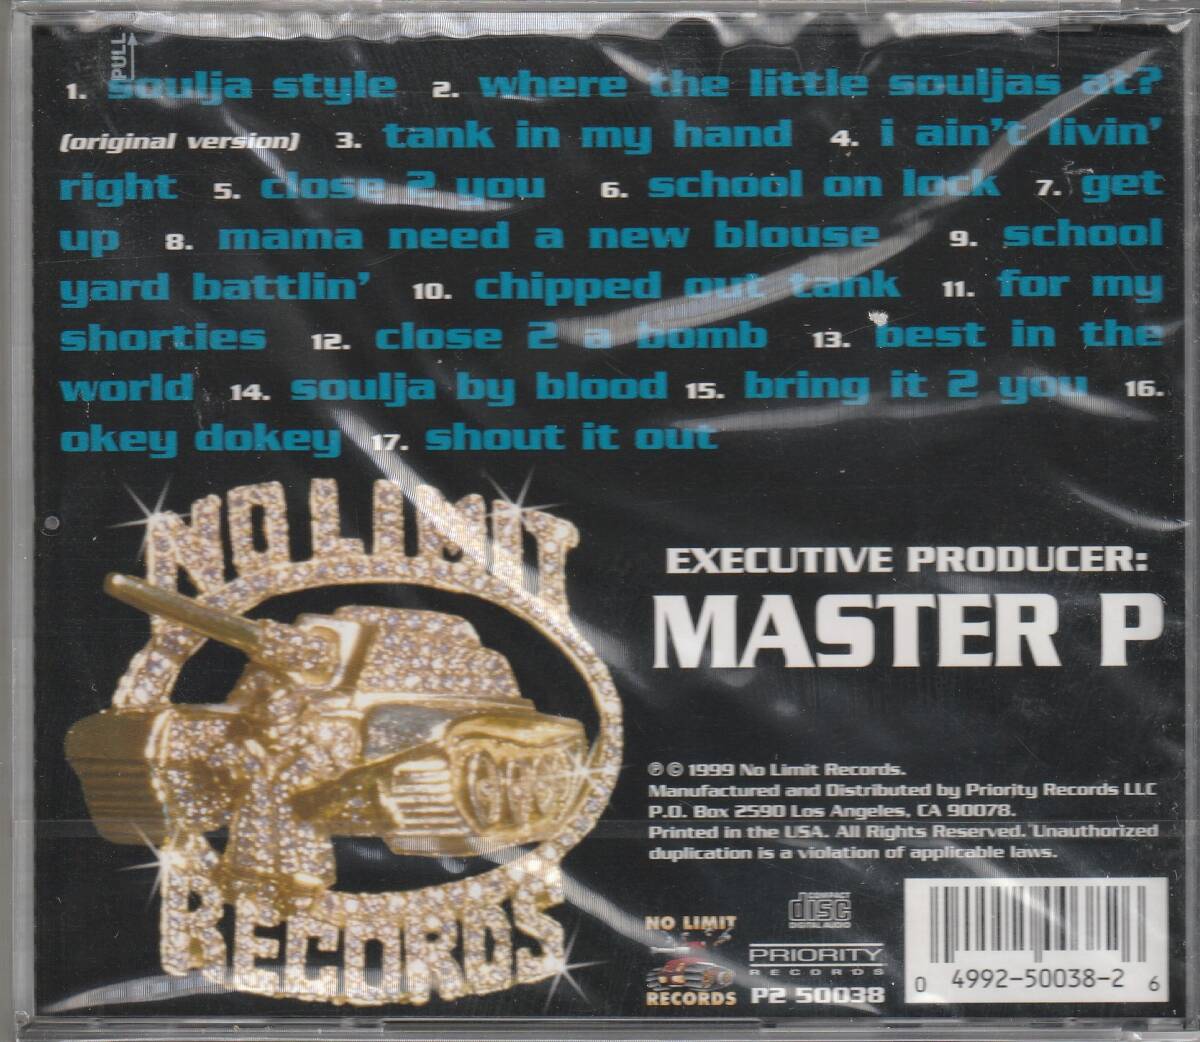 PULL
1. soulja style 2. where the little souljas at?
(original version) 3. tank in my hand 4. i ain't livin'
right 5. close 2 you 6. school on lock 7. get
up 8. mama need a new blouse 9. school
yard battlin' 10. chipped out tank 11. for my
shorties 12. close 2 a bomb 13. best in the
world 14. soulja by blood 15. bring it 2 you 16.
okey dokey 17. shout it out
NO LIMIT
RECORDS
EXECUTIVE PRODUCER:
MASTER P
℗ © 1999 No Limit Records.
Manufactured and Distributed by Priority Records LLC
P.O. Box 2590 Los Angeles, CA 90078.
Printed in the USA. All Rights Reserved. Unauthorized
duplication is a violation of applicable laws.
NO LIMIT
RECORDS
COMPACT
disc
DIGITAL AUDIO
PRIORITY
RECORDS
P2 50038
0 4992-50038-2 6